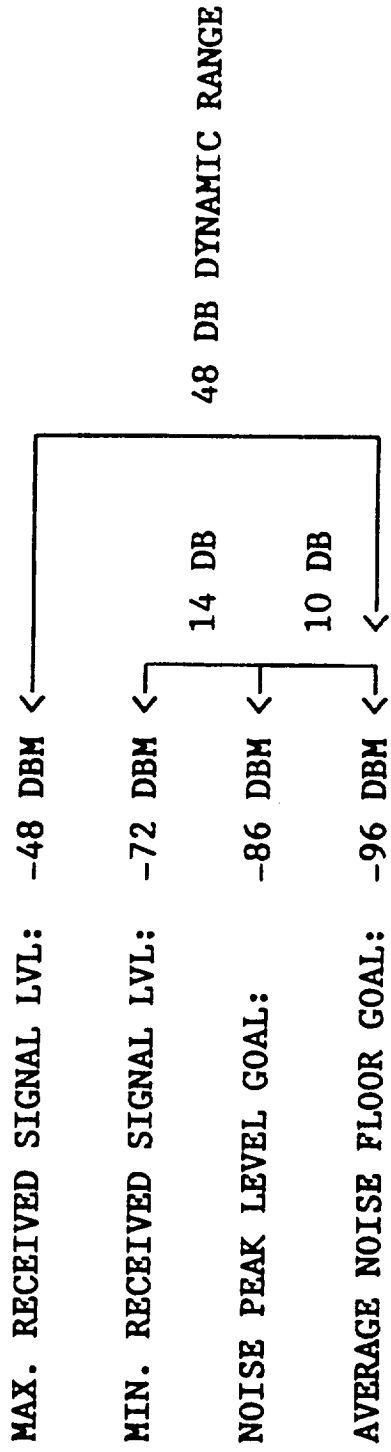 MAX. RECEIVED SIGNAL LVL: -48 DBM
MIN. RECEIVED SIGNAL LVL: -72 DBM
14 DB
48 DB DYNAMIC RANGE
NOISE PEAK LEVEL GOAL: -86 DBM
10 DB
AVERAGE NOISE FLOOR GOAL: -96 DBM